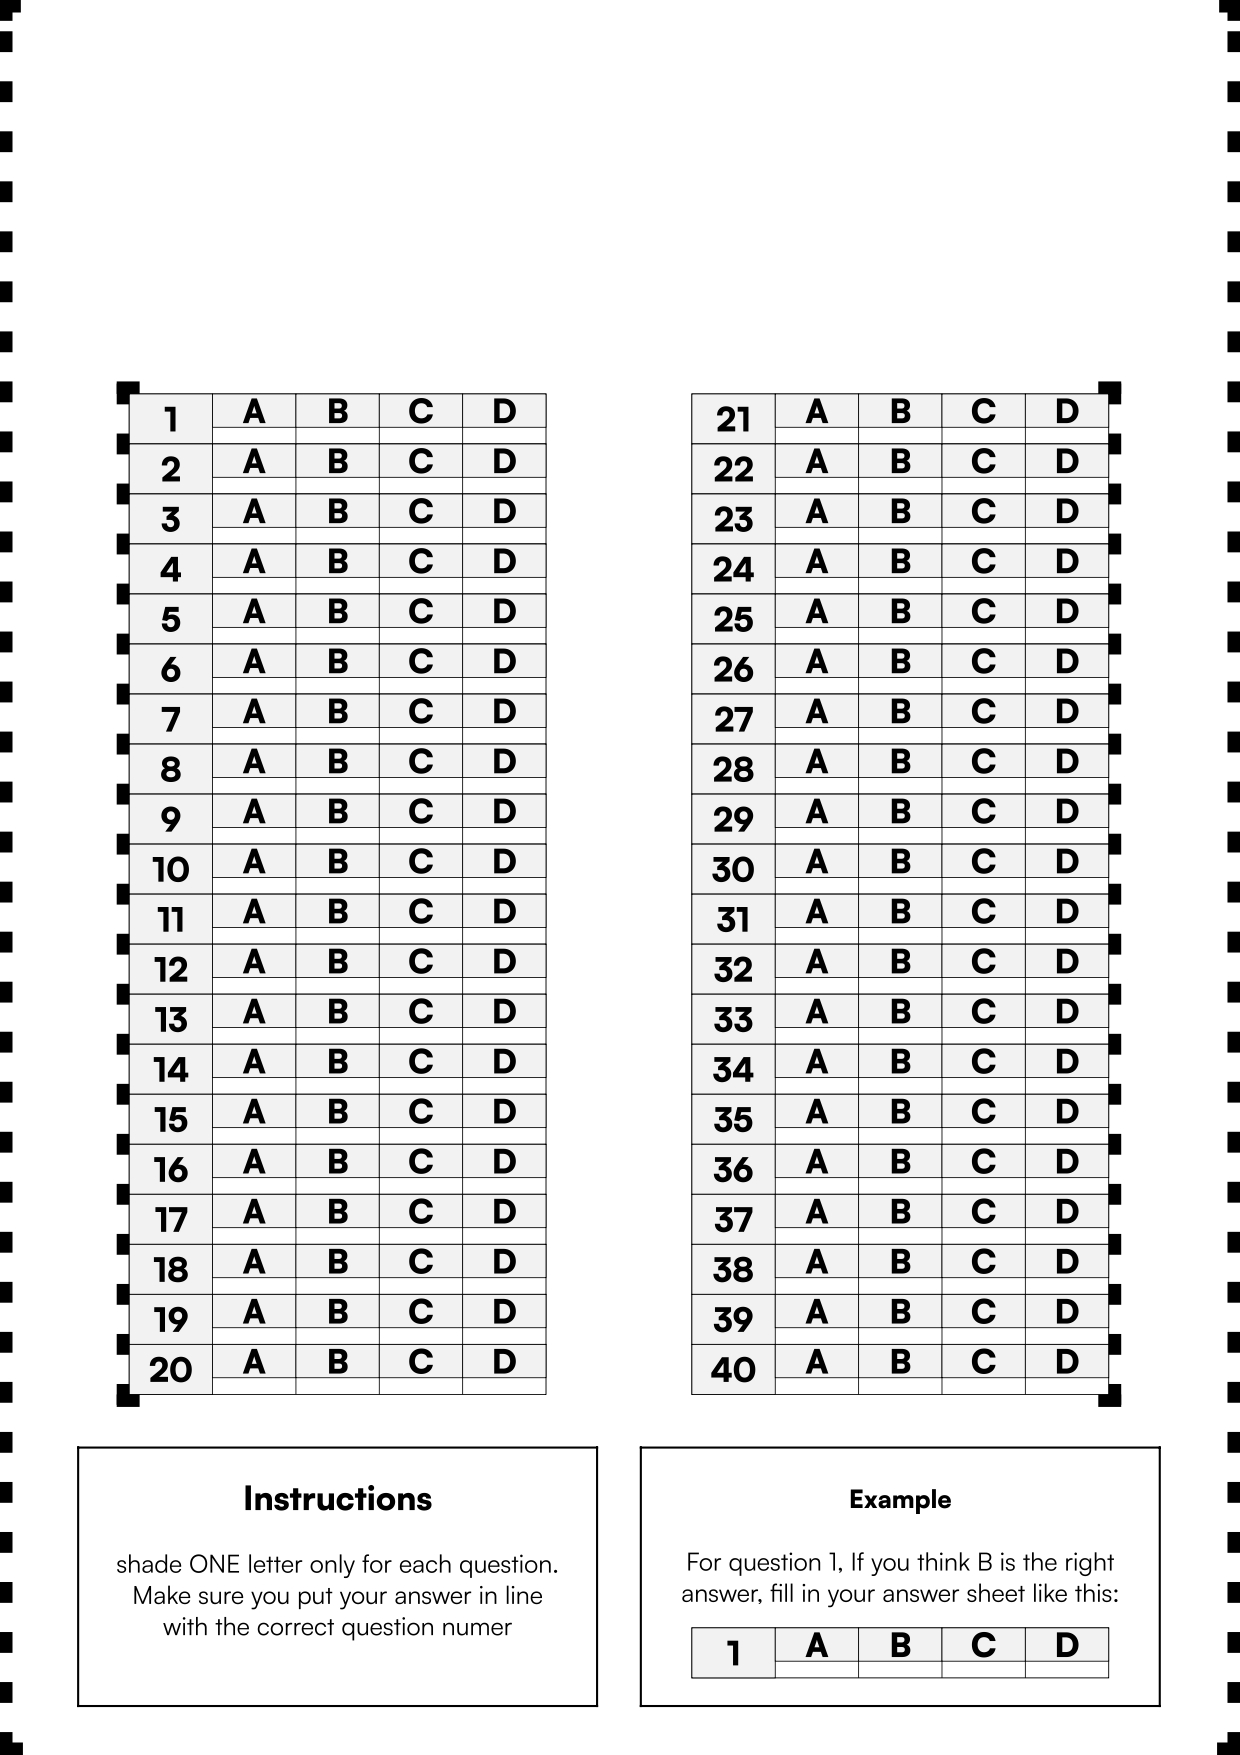 1 A B C D
2 A B C D
3 A B C D
4 A B C D
5 A B C D
6 A B C D
7 A B C D
8 A B C D
9 A B C D
10 A B C D
11 A B C D
12 A B C D
13 A B C D
14 A B C D
15 A B C D
16 A B C D
17 A B C D
18 A B C D
19 A B C D
20 A B C D
21 A B C D
22 A B C D
23 A B C D
24 A B C D
25 A B C D
26 A B C D
27 A B C D
28 A B C D
29 A B C D
30 A B C D
31 A B C D
32 A B C D
33 A B C D
34 A B C D
35 A B C D
36 A B C D
37 A B C D
38 A B C D
39 A B C D
40 A B C D
Instructions
shade ONE letter only for each question.
Make sure you put your answer in line
with the correct question numer
Example
For question 1, If you think B is the right
answer, fill in your answer sheet like this:
1 A B C D